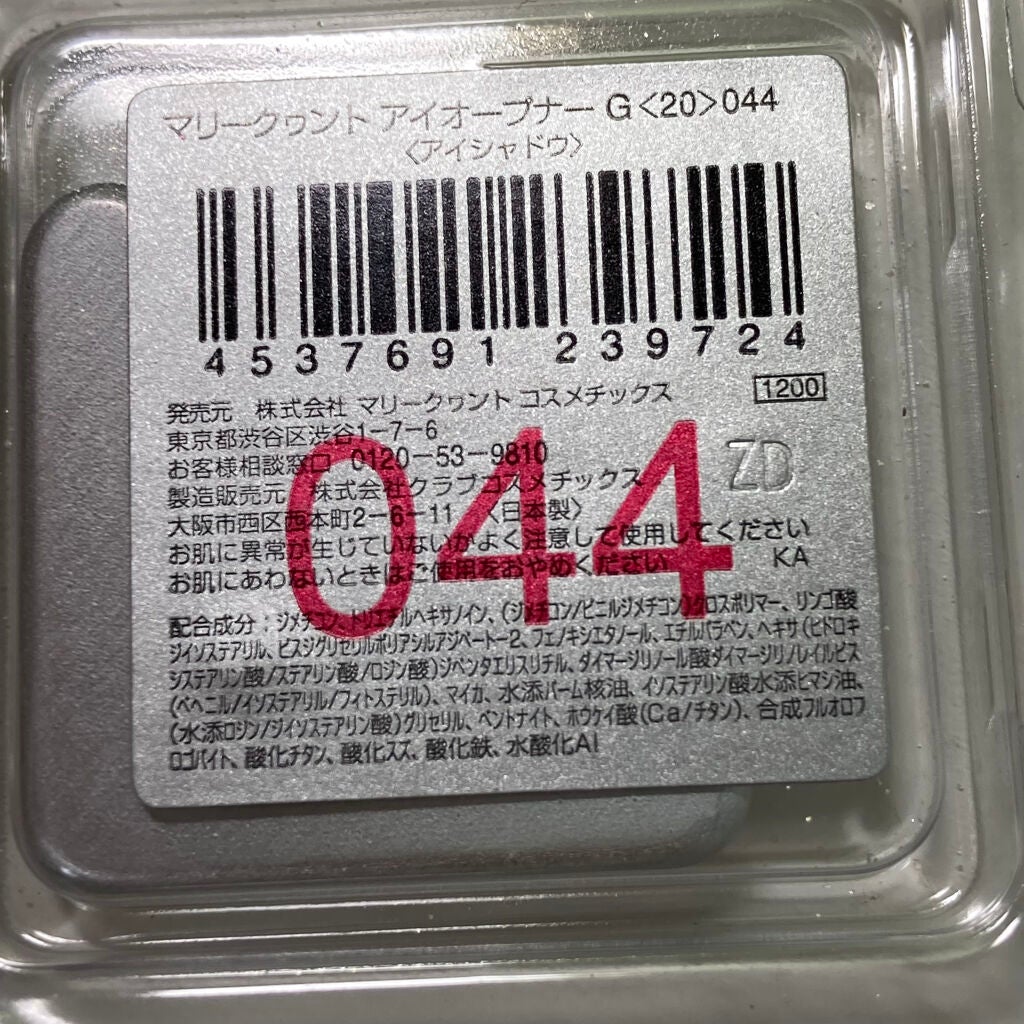 マリークヮント アイオープナー G<20>044
〈アイシャドウ〉
4 537691 239724
発売元 株式会社 マリークヮント コスメチックス
1200
東京都渋谷区渋谷1-7-6
お客様相談窓口 0120-53-9810
製造販売元 株式会社クラブコスメチックス
大阪市西区西本町2-6-11 〈日本製〉
ZD
044
お肌に異常が生じていないかよく注意して使用してください
お肌にあわないときはご使用をおやめください KA
配合成分：ジメチコン、トリエチルヘキサノイン、(ジメチコン/ビニルジメチコン)クロスポリマー、リンゴ酸
ジイソステアリル、ビスジグリセリルポリアシルアジペート-2、フェノキシエタノール、エチルパラベン、ヘキサ(ヒドロキ
システアリン酸/ステアリン酸/ロジン酸)ジペンタエリスリチル、ダイマージリノール酸ダイマージリノレイルビス
(ベヘニル/イソステアリル/フィトステリル)、マイカ、水添パーム核油、イソステアリン酸水添ヒマシ油、
(水添ロジン/ジイソステアリン酸)グリセリル、ベントナイト、ホウケイ酸(Ca/チタン)、合成フルオロフ
ロゴパイト、酸化チタン、酸化スズ、酸化鉄、水酸化Al